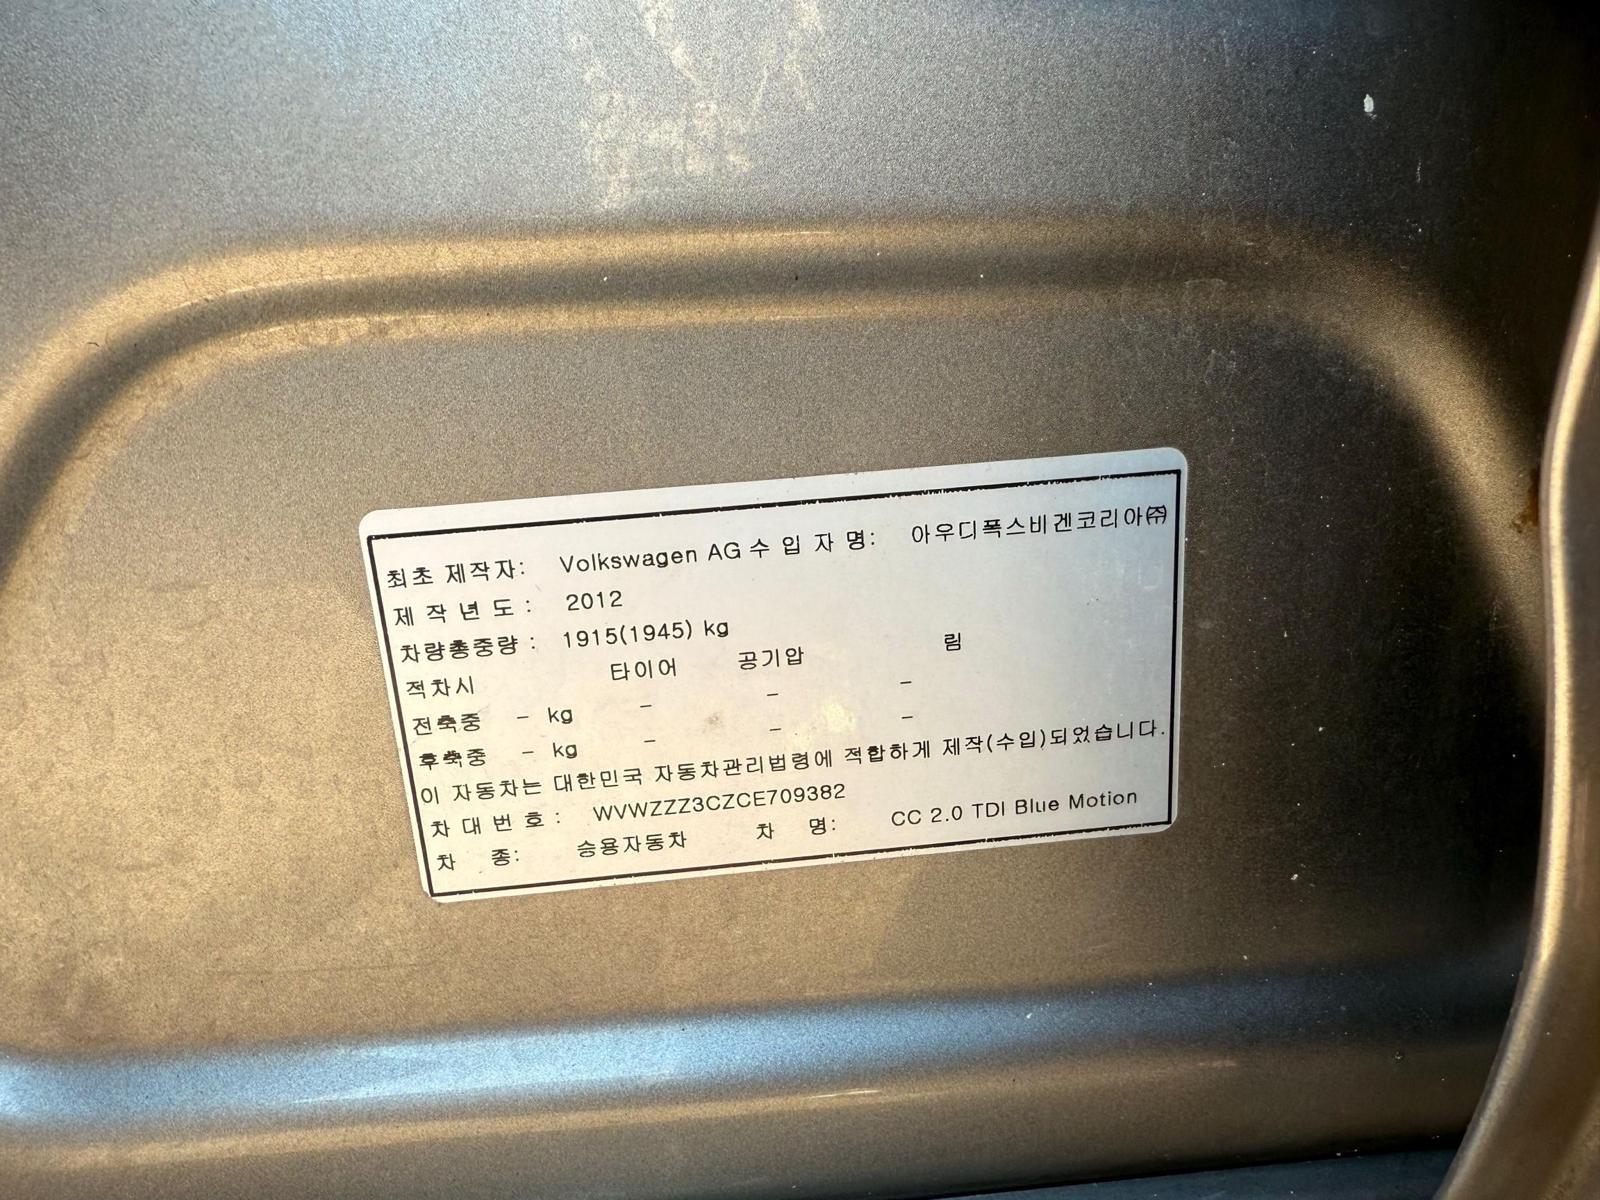 최초 제작자: Volkswagen AG 수 입 자 명: 아우디폭스비겐코리아㈜
제 작 년 도 : 2012
차량총중량 : 1915(1945) kg
적차시 타이어 공기압 림
전축중 - kg - - -
후축중 - kg - - -
이 자동차는 대한민국 자동차관리법령에 적합하게 제작(수입)되었습니다.
차 대 번 호 : WVWZZZ3CZCE709382
차 종: 승용자동차 차 명: CC 2.0 TDI Blue Motion